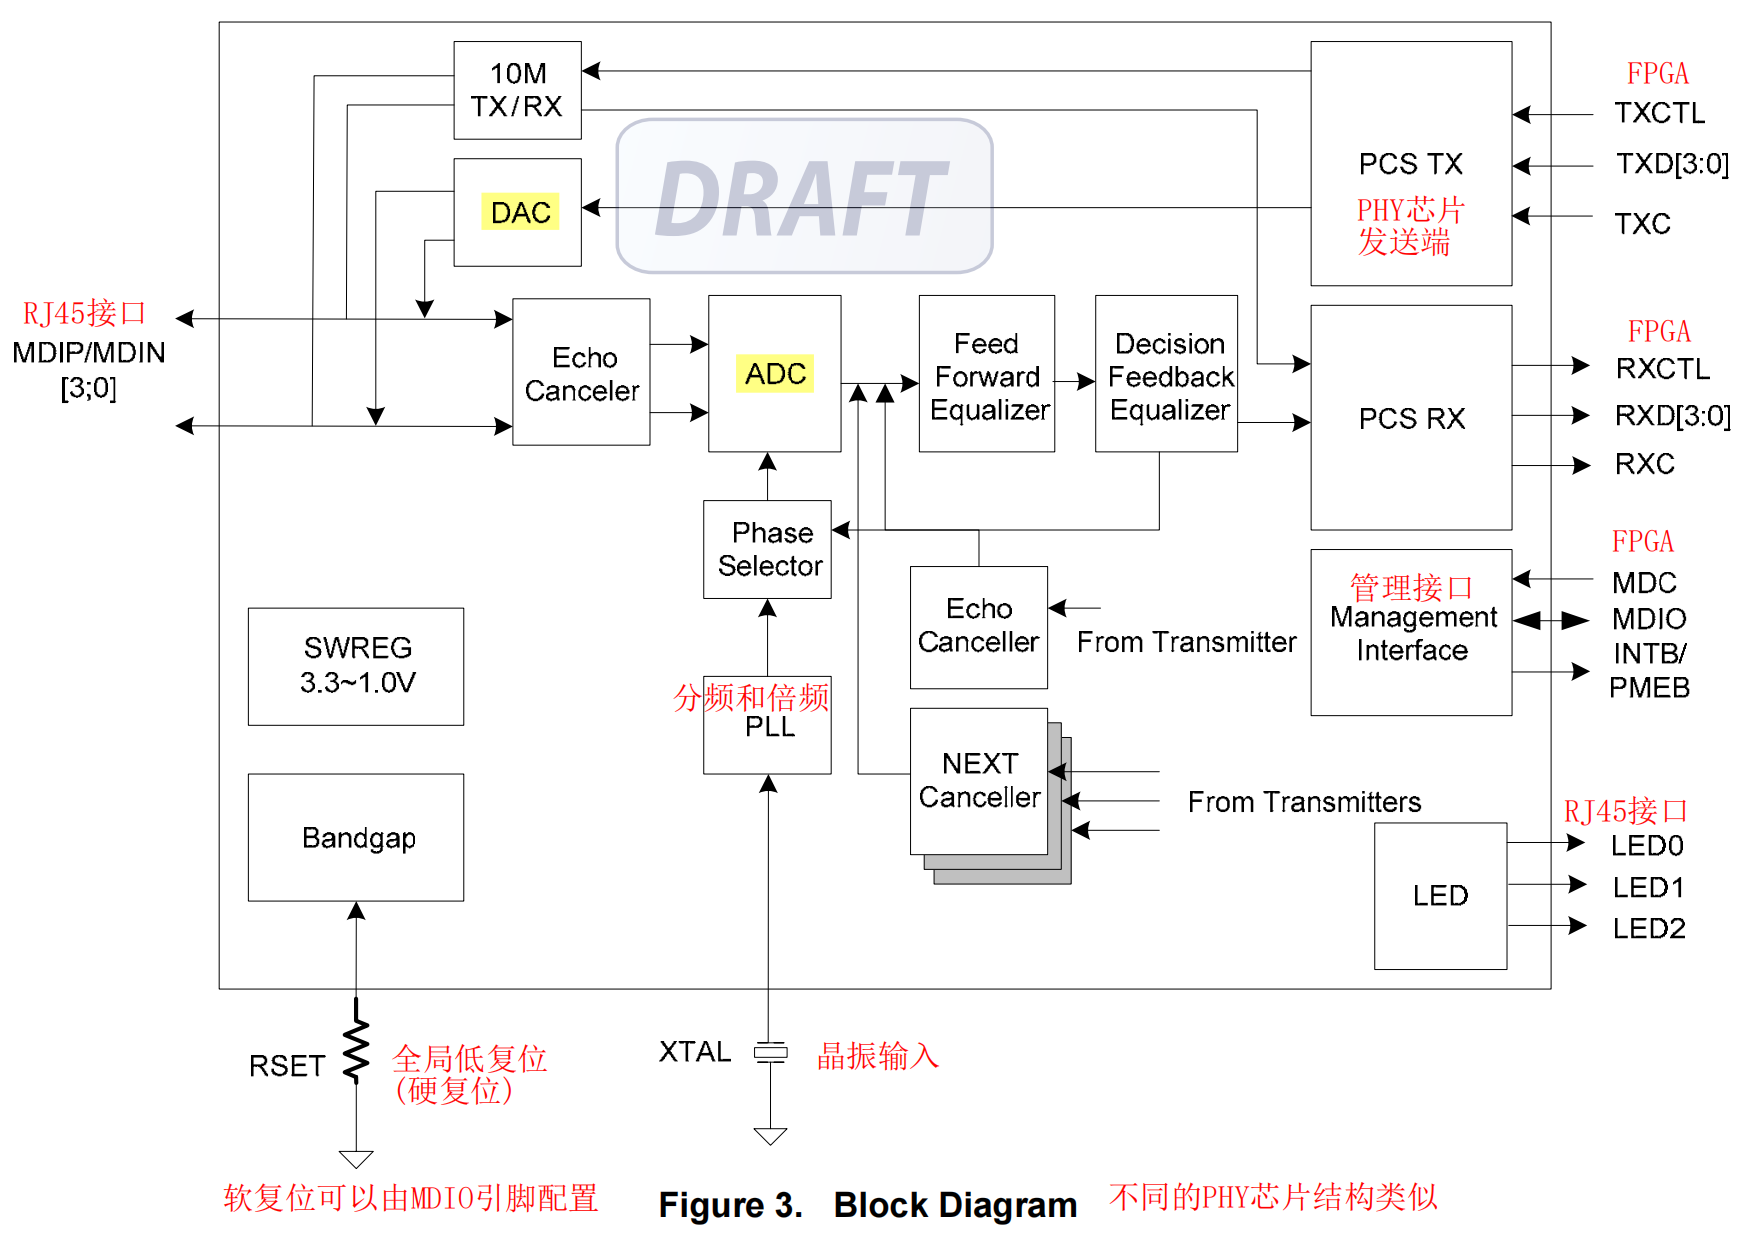 10M
TX/RX
DAC
DRAFT
PCS TX
PHY芯片
发送端
FPGA
TXCTL
TXD[3:0]
TXC
RJ45接口
MDIP/MDIN
[3;0]
Echo
Canceler
ADC
Feed
Forward
Equalizer
Decision
Feedback
Equalizer
PCS RX
FPGA
RXCTL
RXD[3:0]
RXC
Phase
Selector
Echo
Canceller
From Transmitter
管理接口
Management
Interface
FPGA
MDC
MDIO
INTB/
PMEB
SWREG
3.3~1.0V
分频和倍频
PLL
NEXT
Canceller
From Transmitters
Bandgap
LED
RJ45接口
LED0
LED1
LED2
RSET
全局低复位
(硬复位)
XTAL
晶振输入
软复位可以由MDIO引脚配置
Figure 3. Block Diagram
不同的PHY芯片结构类似